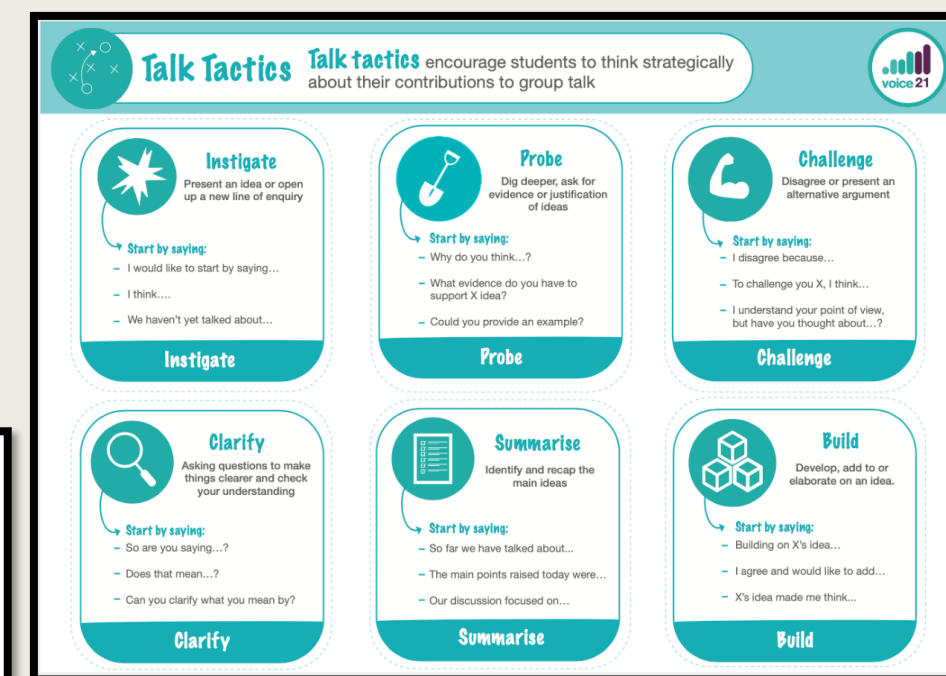 Talk Tactics
Talk tactics encourage students to think strategically
about their contributions to group talk
voice 21
Instigate
Present an idea or open
up a new line of enquiry
Start by saying:
– I would like to start by saying...
– I think....
– We haven't yet talked about...
Instigate
Probe
Dig deeper, ask for
evidence or justification
of ideas
Start by saying:
– Why do you think...?
– What evidence do you have to
support X idea?
– Could you provide an example?
Probe
Challenge
Disagree or present an
alternative argument
Start by saying:
– I disagree because...
– To challenge you X, I think...
– I understand your point of view,
but have you thought about...?
Challenge
Clarify
Asking questions to make
things clearer and check
your understanding
Start by saying:
– So are you saying...?
– Does that mean...?
– Can you clarify what you mean by?
Clarify
Summarise
Identify and recap the
main ideas
Start by saying:
– So far we have talked about...
– The main points raised today were...
– Our discussion focused on...
Summarise
Build
Develop, add to or
elaborate on an idea.
Start by saying:
– Building on X's idea...
– I agree and would like to add...
– X's idea made me think...
Build